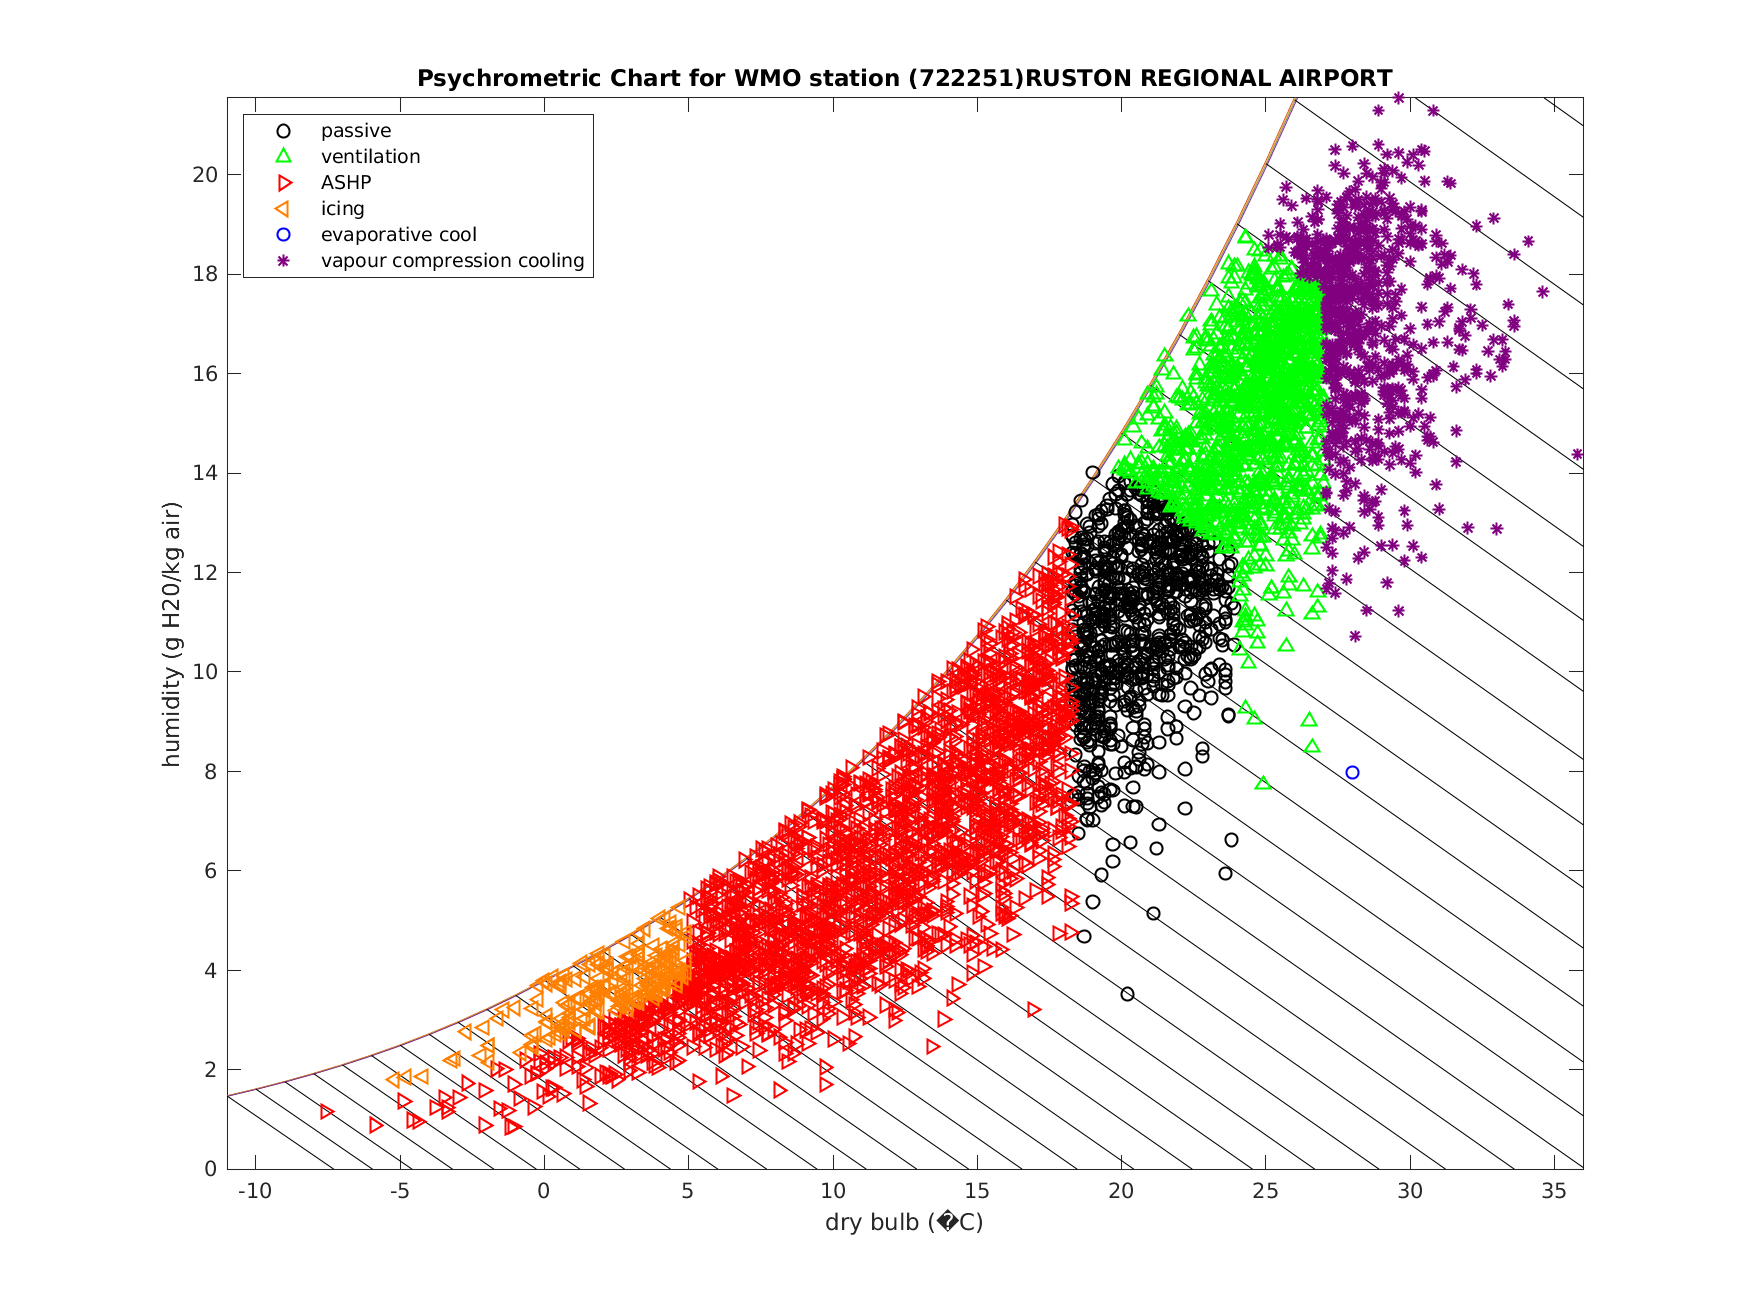 Psychrometric Chart for WMO station (722251)RUSTON REGIONAL AIRPORT
passive
ventilation
ASHP
icing
evaporative cool
vapour compression cooling
humidity (g H20/kg air)
20
18
16
14
12
10
8
6
4
2
0
-10 -5 0 5 10 15 20 25 30 35
dry bulb (�C)